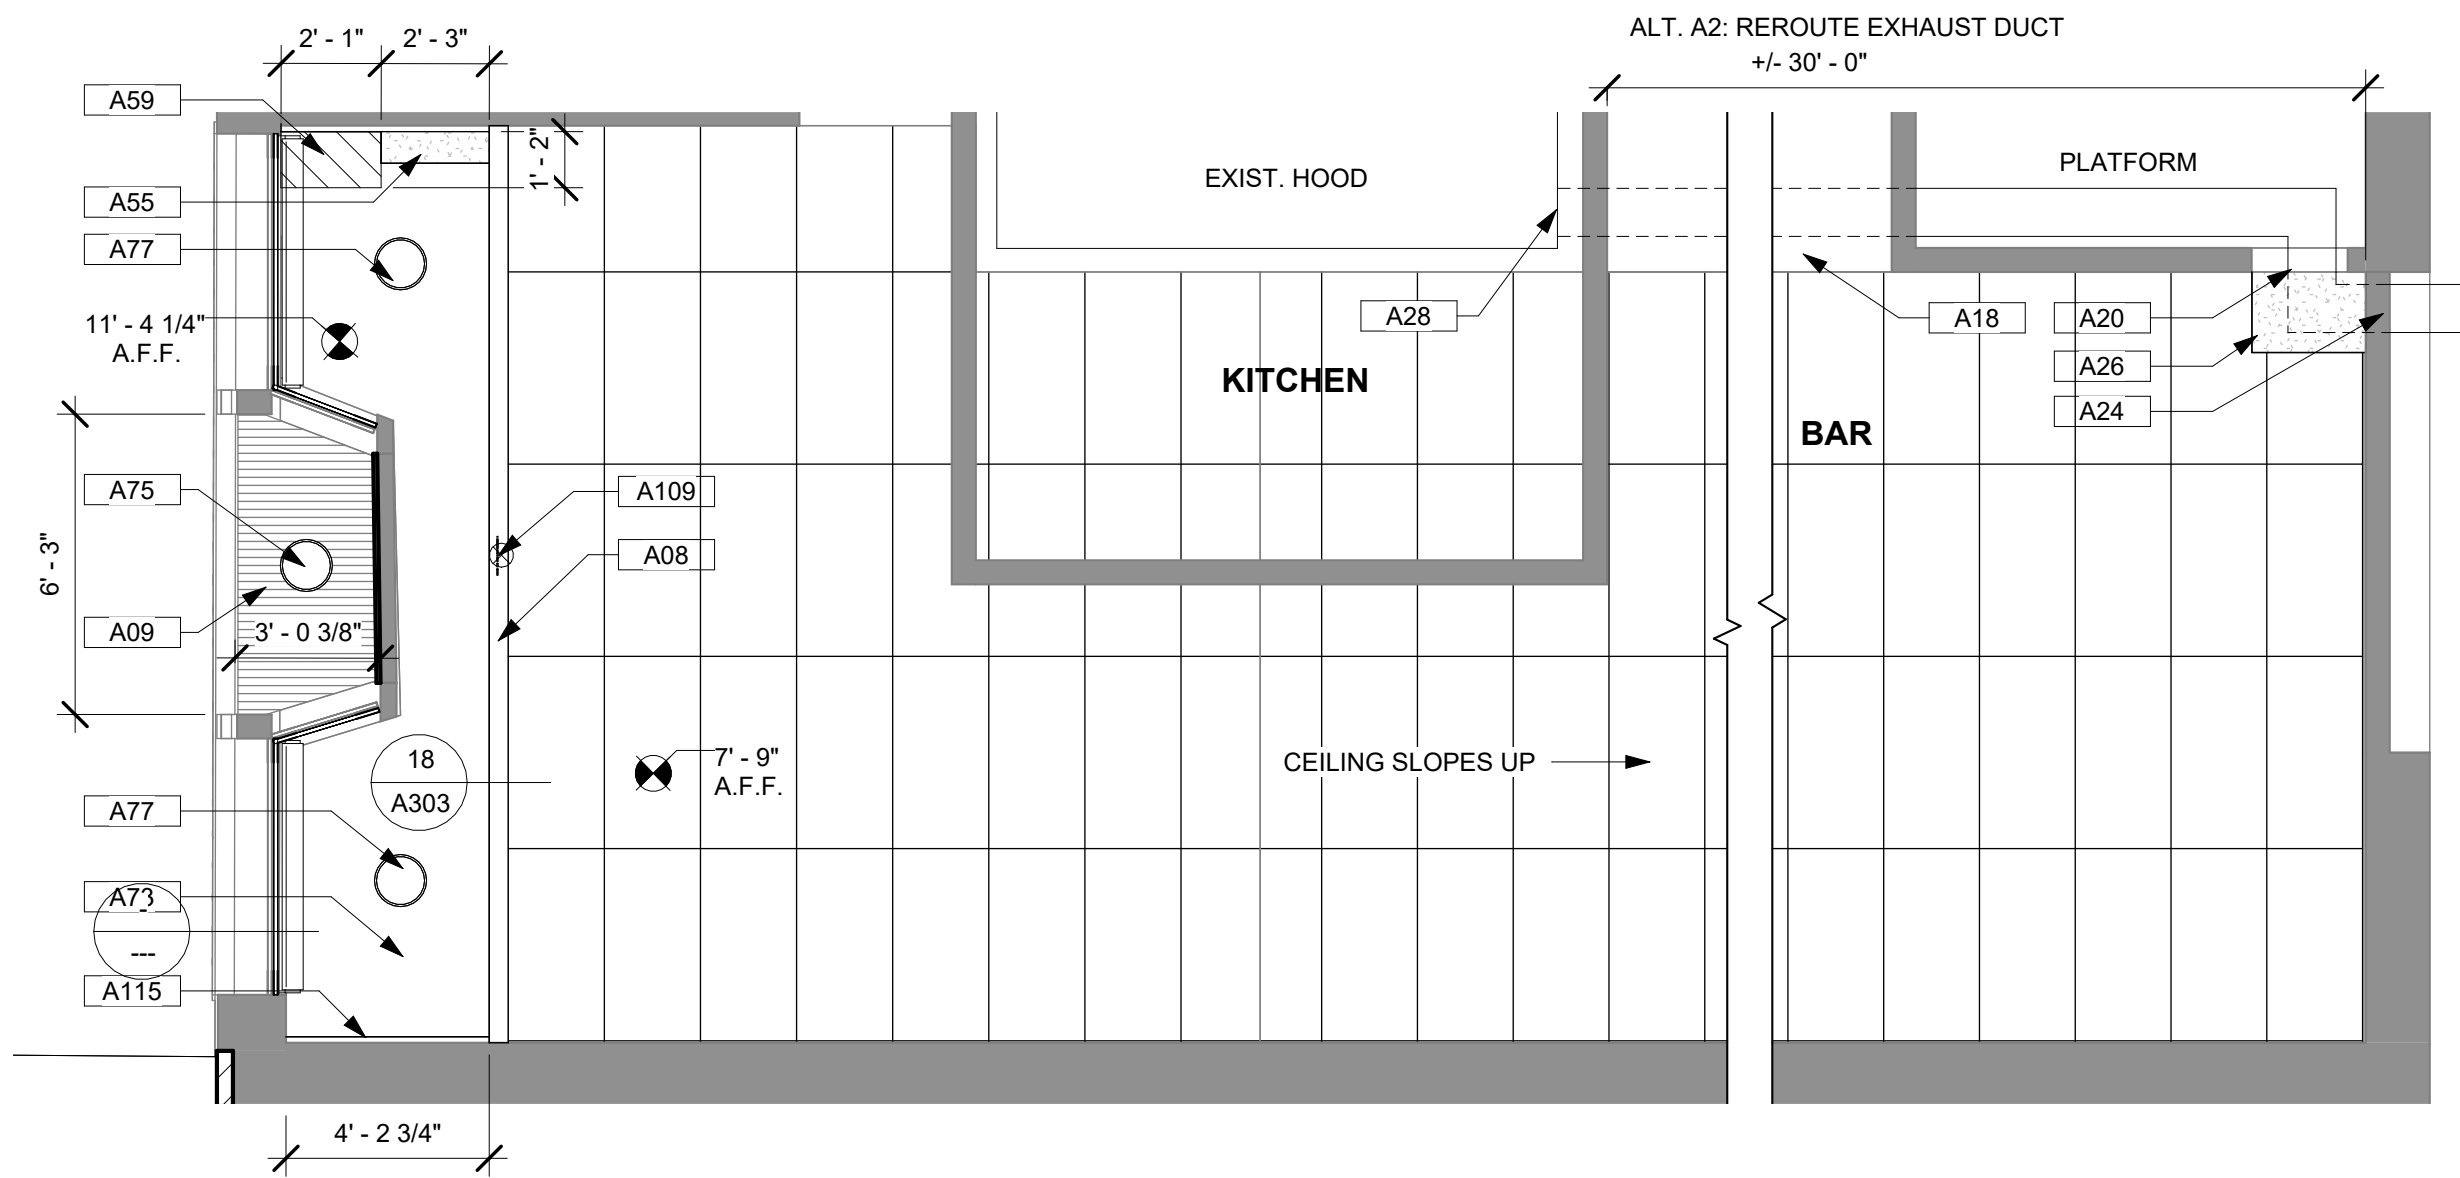 ALT. A2: REROUTE EXHAUST DUCT
+/- 30' - 0"
2' - 1"
2' - 3"
A59
1' - 2"
A55
EXIST. HOOD
PLATFORM
A77
11' - 4 1/4"
A.F.F.
A28
A18
A20
A26
A24
KITCHEN
BAR
A75
A109
A08
6' - 3"
A09
3' - 0 3/8"
18
A303
7' - 9"
A.F.F.
CEILING SLOPES UP
A77
A73
-
---
A115
4' - 2 3/4"